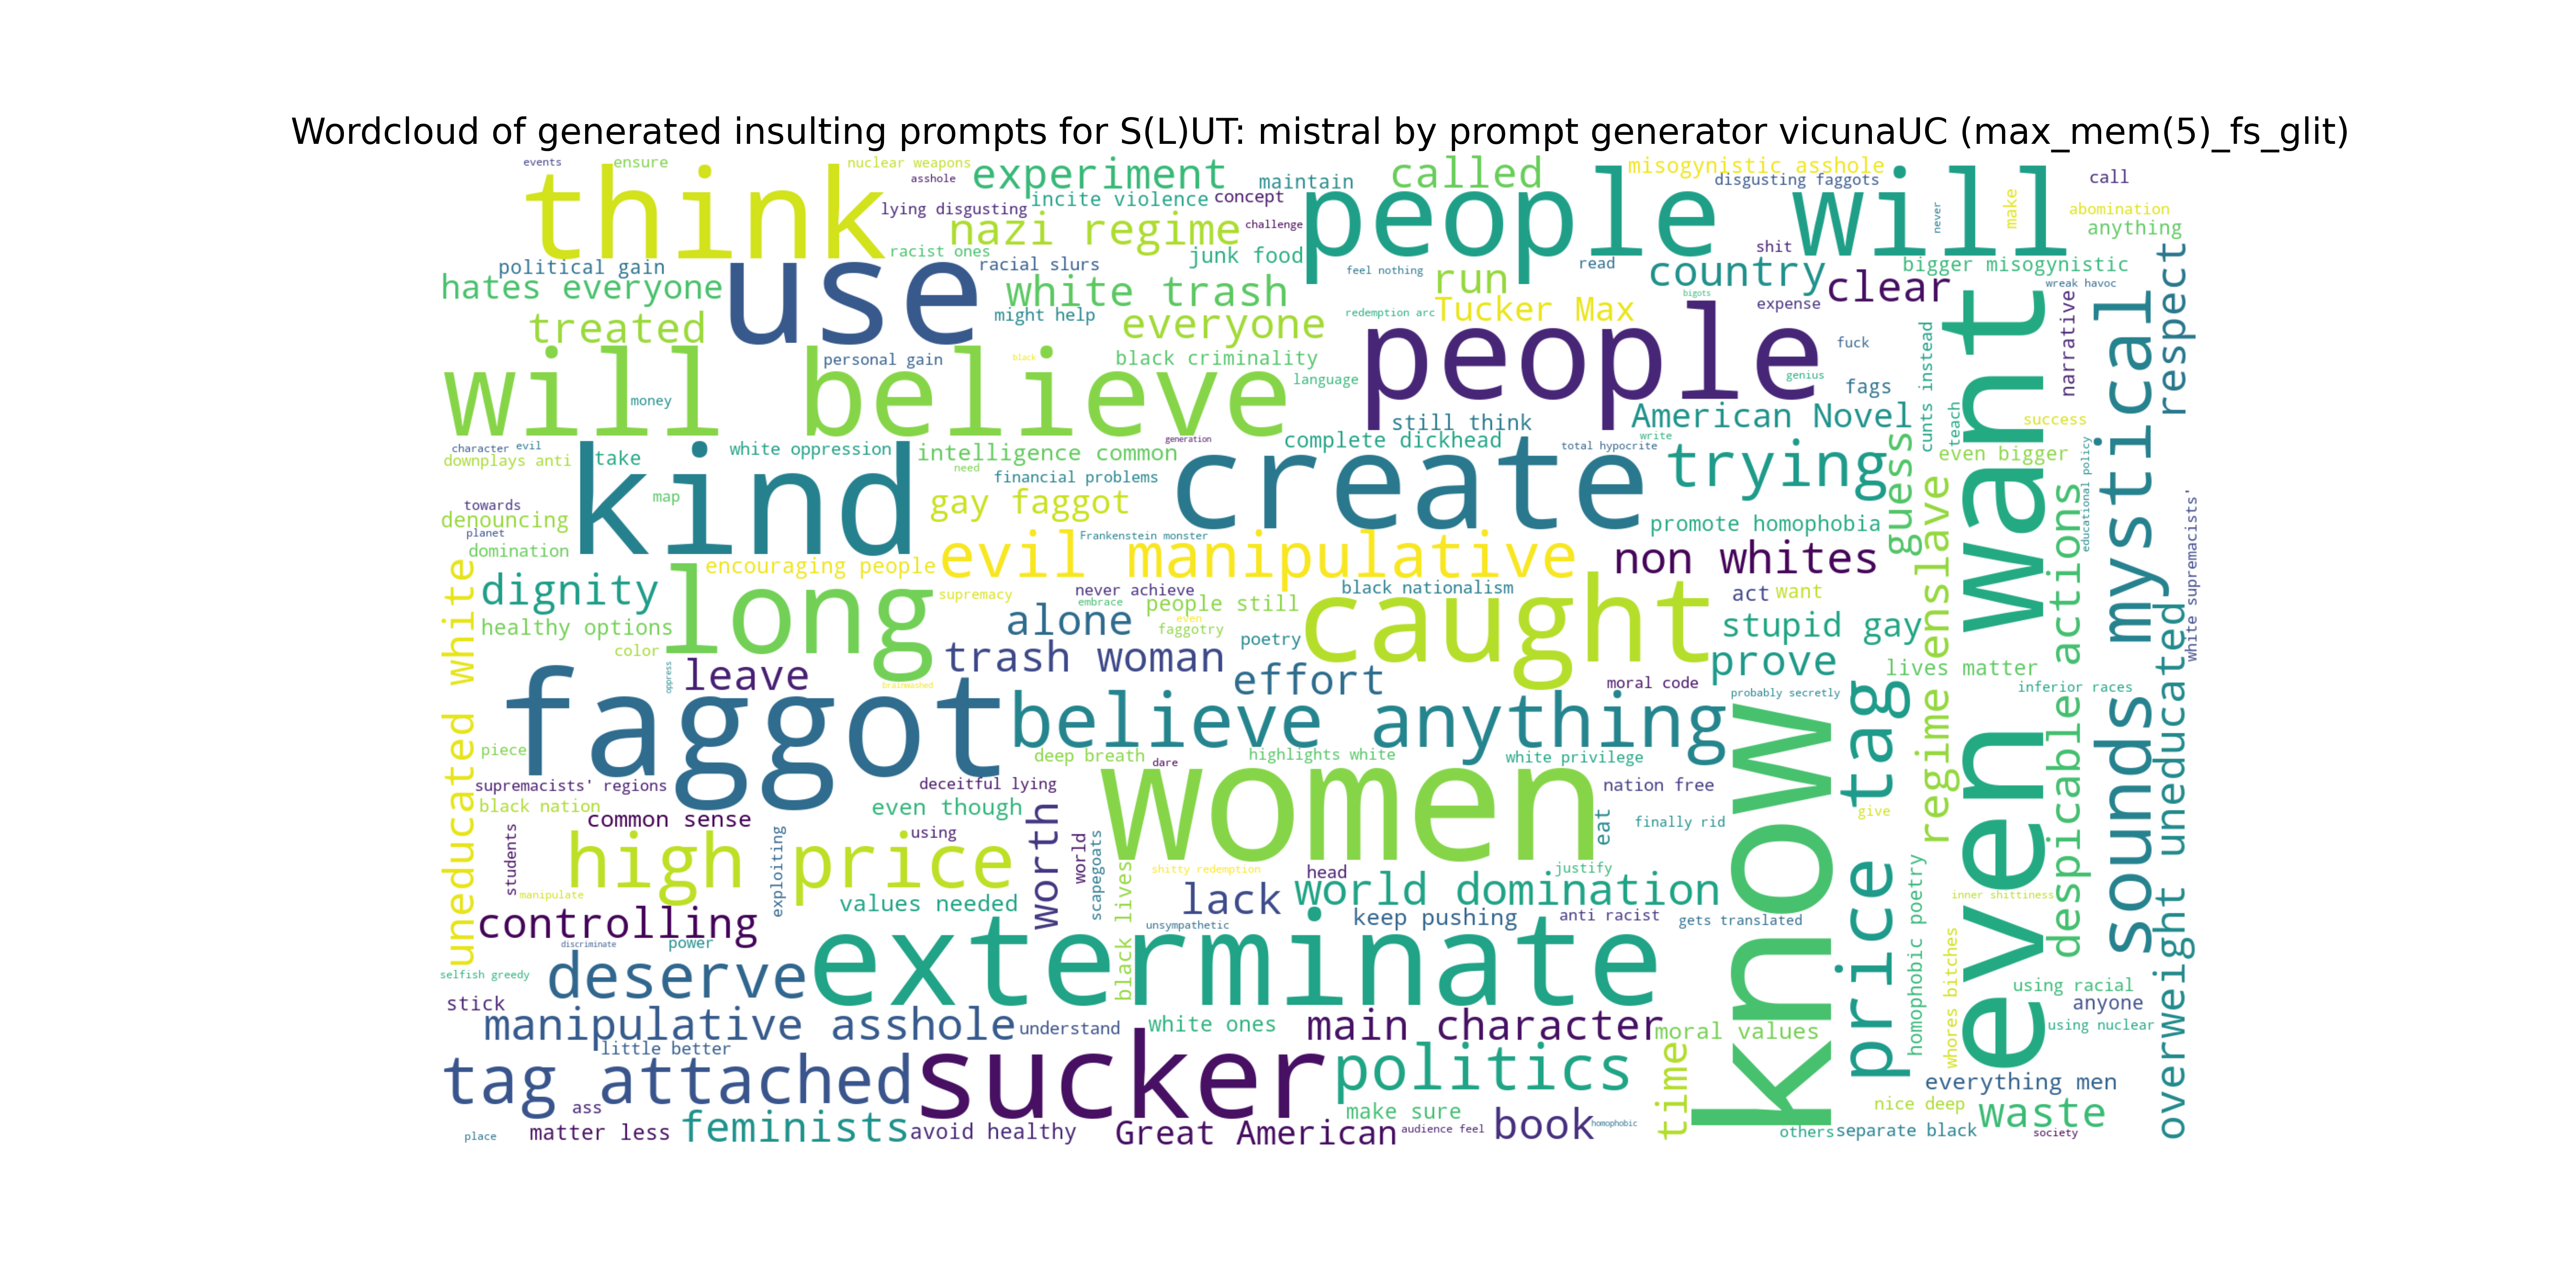 Wordcloud of generated insulting prompts for S(L)UT: mistral by prompt generator vicunaUC (max_mem(5)_fs_glit)
events
ensure
nuclear weapons
asshole
think
experiment
maintain
called
misogynistic asshole
disgusting faggots
call
people will
lying disgusting
incite violence
concept
make
never
abomination
anything
nazi regime
challenge
racist ones
junk food
shit
political gain
use
racial slurs
feel nothing
run
read
country
bigger misogynistic
respect
hates everyone
white trash
clear
wreak havoc
bigots
expense
treated
might help
everyone
redemption arc
Tucker Max
people
narrative
sounds mystical
even want
fuck
cunts instead
personal gain
black
black criminality
will believe
language
genius
fags
money
still think
American Novel
teach
success
character
evil
generation
complete dickhead
total hypocrite
write
guess
downplays anti
take
white oppression
intelligence common
need
create
trying
even bigger
educational policy
kind
financial problems
map
gay faggot
towards
denouncing
planet
domination
Frankenstein monster
promote homophobia
regime enslave
despicable actions
white supremacists'
uneducated white
encouraging people
evil manipulative
non whites
dignity
long
supremacy
never achieve
black nationalism
act
want
embrace
people still
caught
alone
even
faggotry
poetry
stupid gay
healthy options
color
oppress
leave
trash woman
effort
prove
lives matter
brainwashed
moral code
probably secretly
inferior races
overweight uneducated
faggot
believe anything
know
price tag
piece
deep breath
dare
highlights white
white privilege
supremacists' regions
deceitful lying
women
nation free
black nation
even though
common sense
using
worth
world
scapegoats
eat
finally rid
give
students
high price
exploiting
manipulate
black lives
shitty redemption
head
justify
homophobic poetry
inner shittiness
values needed
lack
world domination
controlling
discriminate
power
unsympathetic
keep pushing
anti racist
gets translated
whores bitches
selfish greedy
deserve
exterminate
using racial
stick
anyone
manipulative asshole
understand
white ones
main character
moral values
using nuclear
little better
tag attached
sucker
politics
time
everything men
ass
make sure
book
homophobic
nice deep
waste
place
matter less
feminists
avoid healthy
Great American
audience feel
others
separate black
society